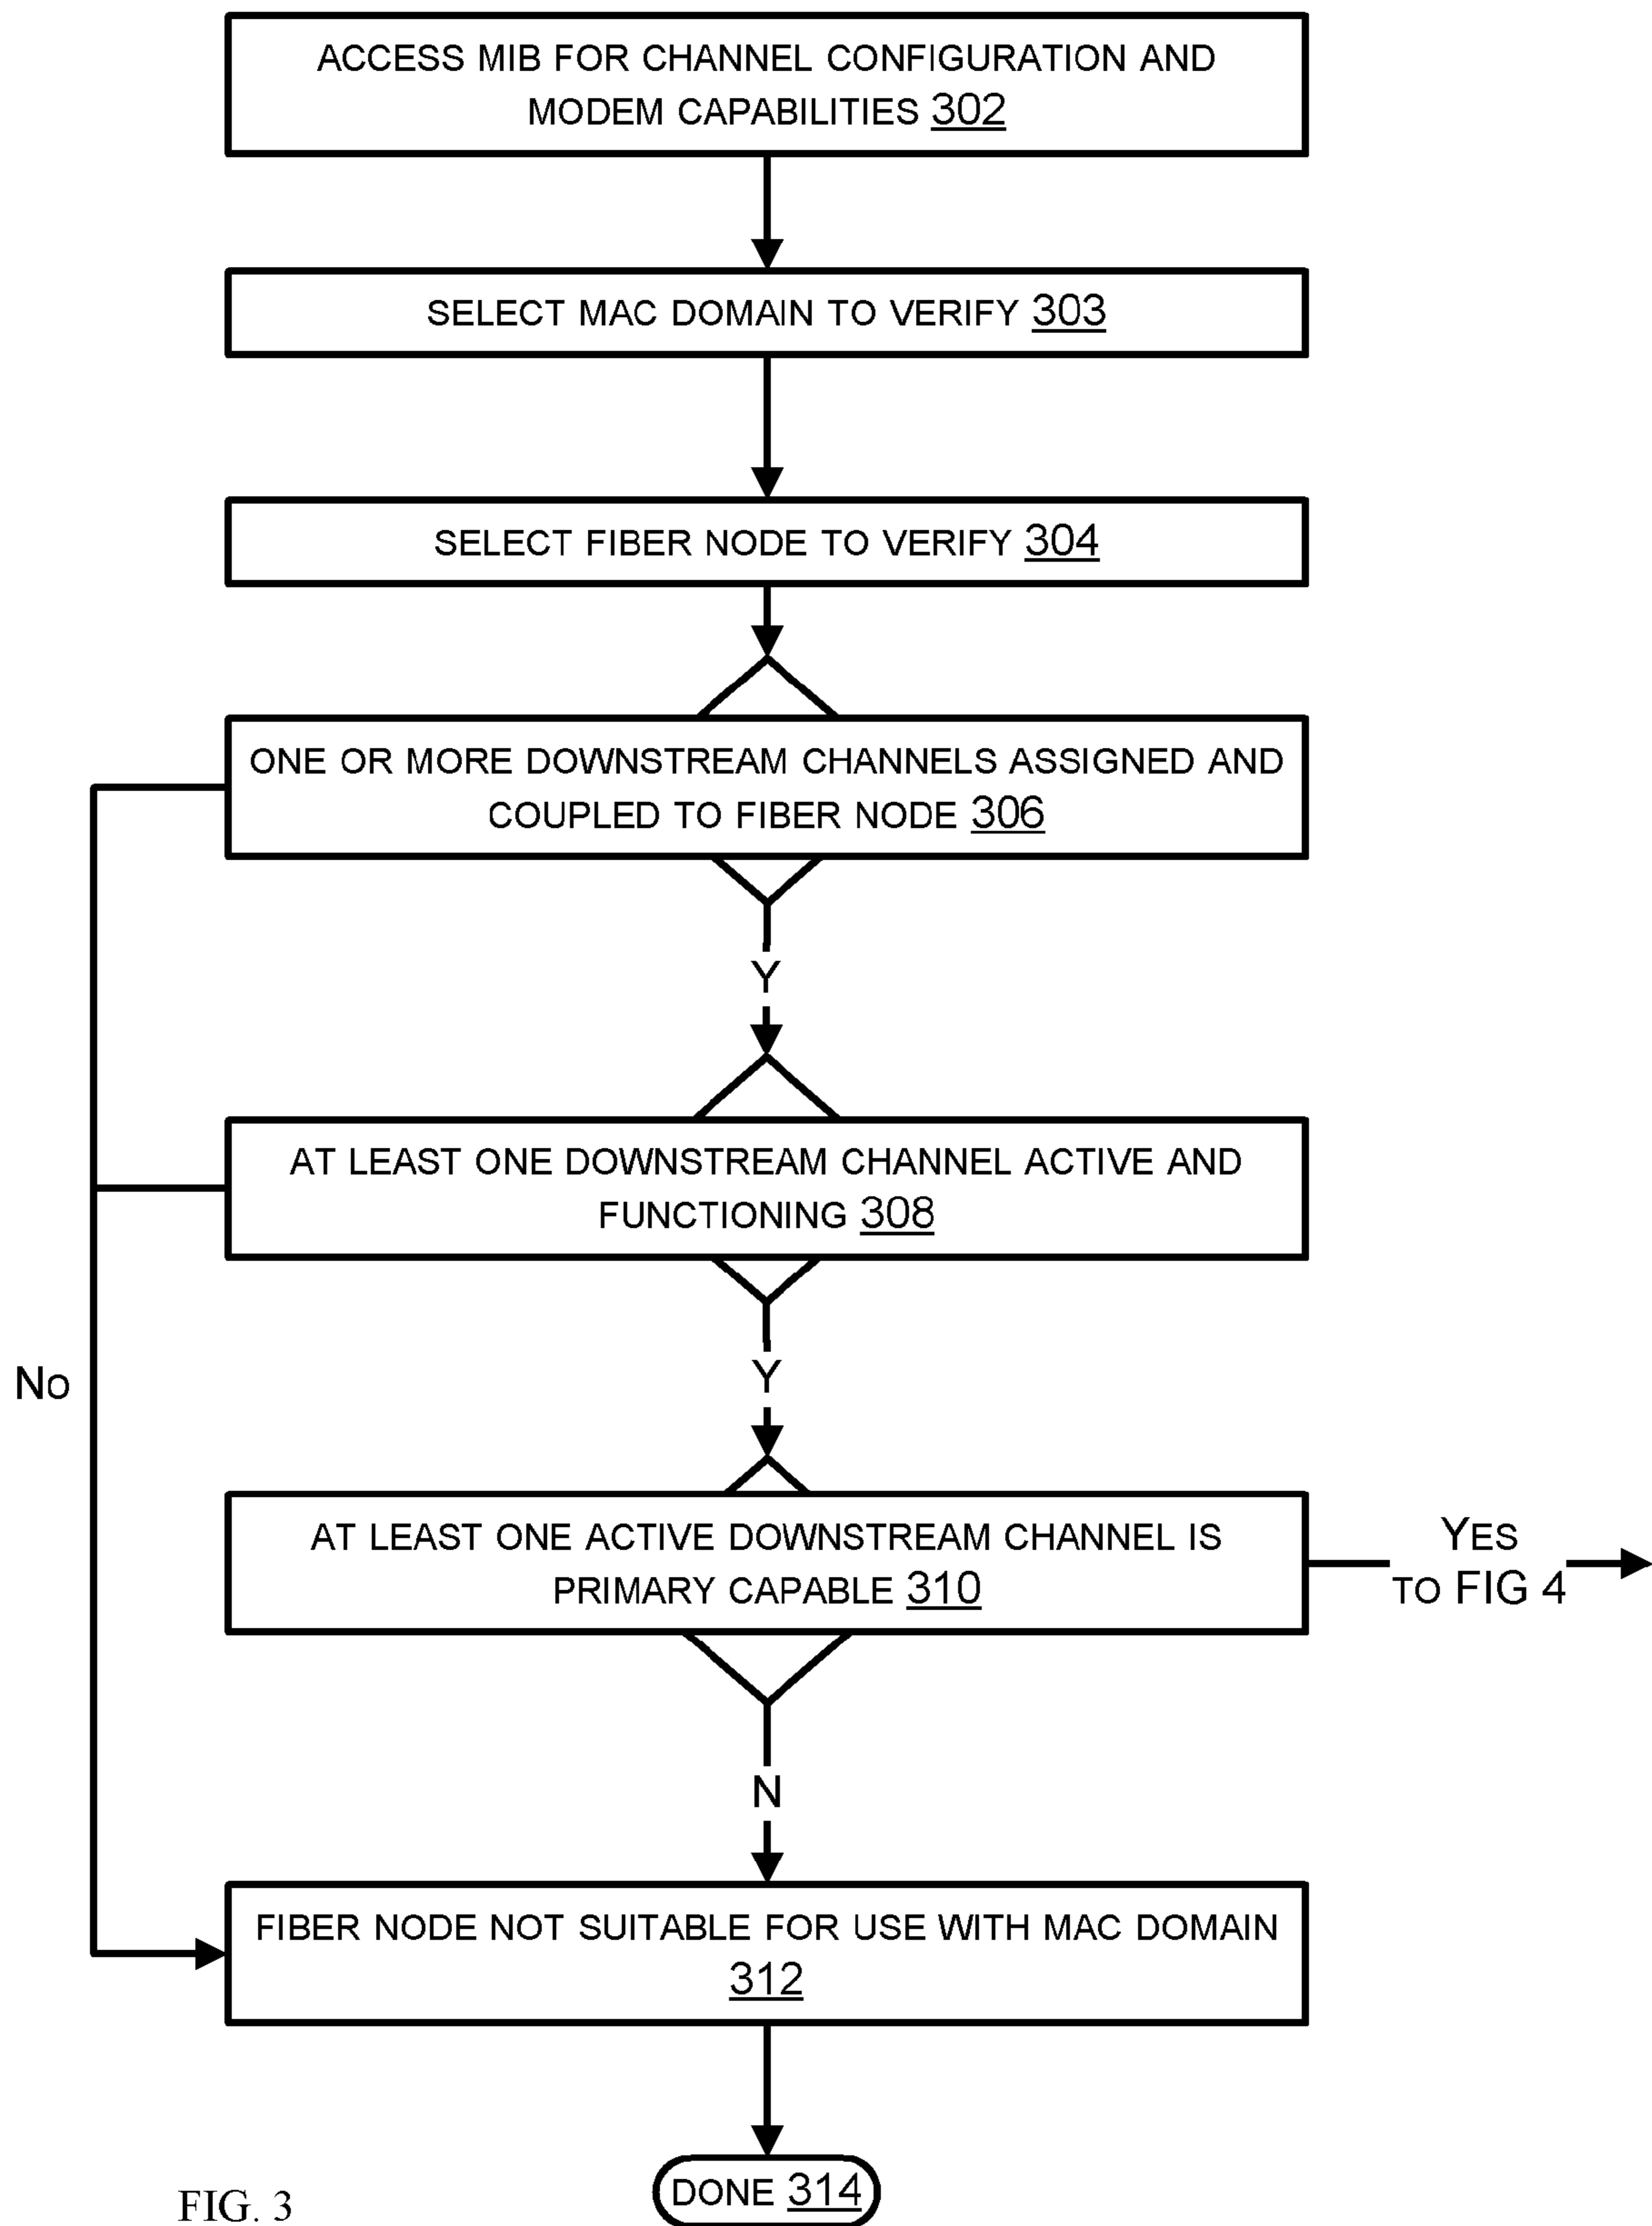 ACCESS MIB FOR CHANNEL CONFIGURATION AND
MODEM CAPABILITIES 302
SELECT MAC DOMAIN TO VERIFY 303
SELECT FIBER NODE TO VERIFY 304
ONE OR MORE DOWNSTREAM CHANNELS ASSIGNED AND
COUPLED TO FIBER NODE 306
Y
AT LEAST ONE DOWNSTREAM CHANNEL ACTIVE AND
FUNCTIONING 308
NO
Y
AT LEAST ONE ACTIVE DOWNSTREAM CHANNEL IS
PRIMARY CAPABLE 310
YES
TO FIG 4
N
FIBER NODE NOT SUITABLE FOR USE WITH MAC DOMAIN
312
DONE 314
FIG. 3